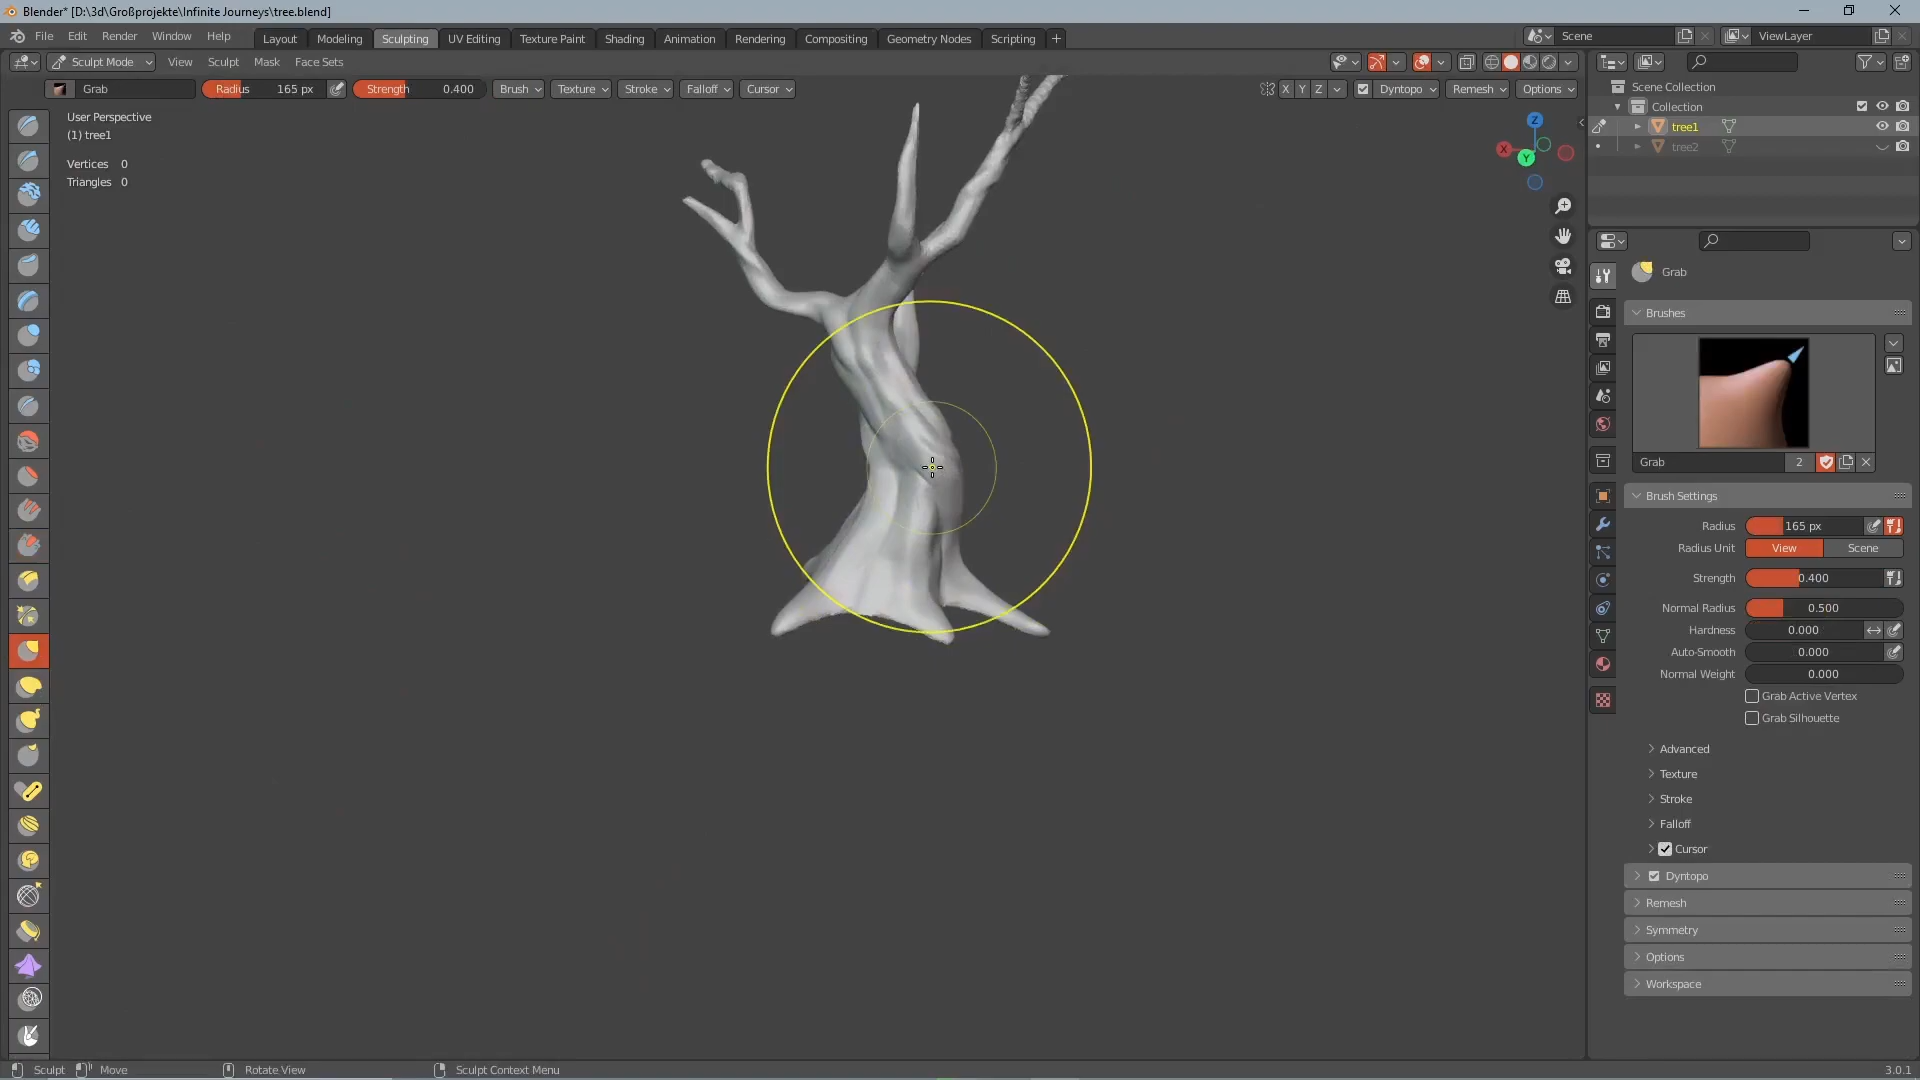 Blender* [D:\3d\Großprojekte\Infinite Journeys\tree.blend]
File Edit Render Window Help Layout Modeling Sculpting UV Editing Texture Paint Shading Animation Rendering Compositing Geometry Nodes Scripting + Scene ViewLayer
Sculpt Mode View Sculpt Mask Face Sets
Grab Radius 165 px Strength 0.400 Brush Texture Stroke Falloff Cursor X Y Z Dyntopo Remesh Options
User Perspective
(1) tree1
Vertices 0
Triangles 0
Z
X
Y
Scene Collection
Collection
tree1
tree2
Grab
Brushes
Grab 2
Brush Settings
Radius 165 px
Radius Unit View Scene
Strength 0.400
Normal Radius 0.500
Hardness 0.000
Auto-Smooth 0.000
Normal Weight 0.000
Grab Active Vertex
Grab Silhouette
Advanced
Texture
Stroke
Falloff
Cursor
Dyntopo
Remesh
Symmetry
Options
Workspace
Sculpt Move Rotate View Sculpt Context Menu 3.0.1